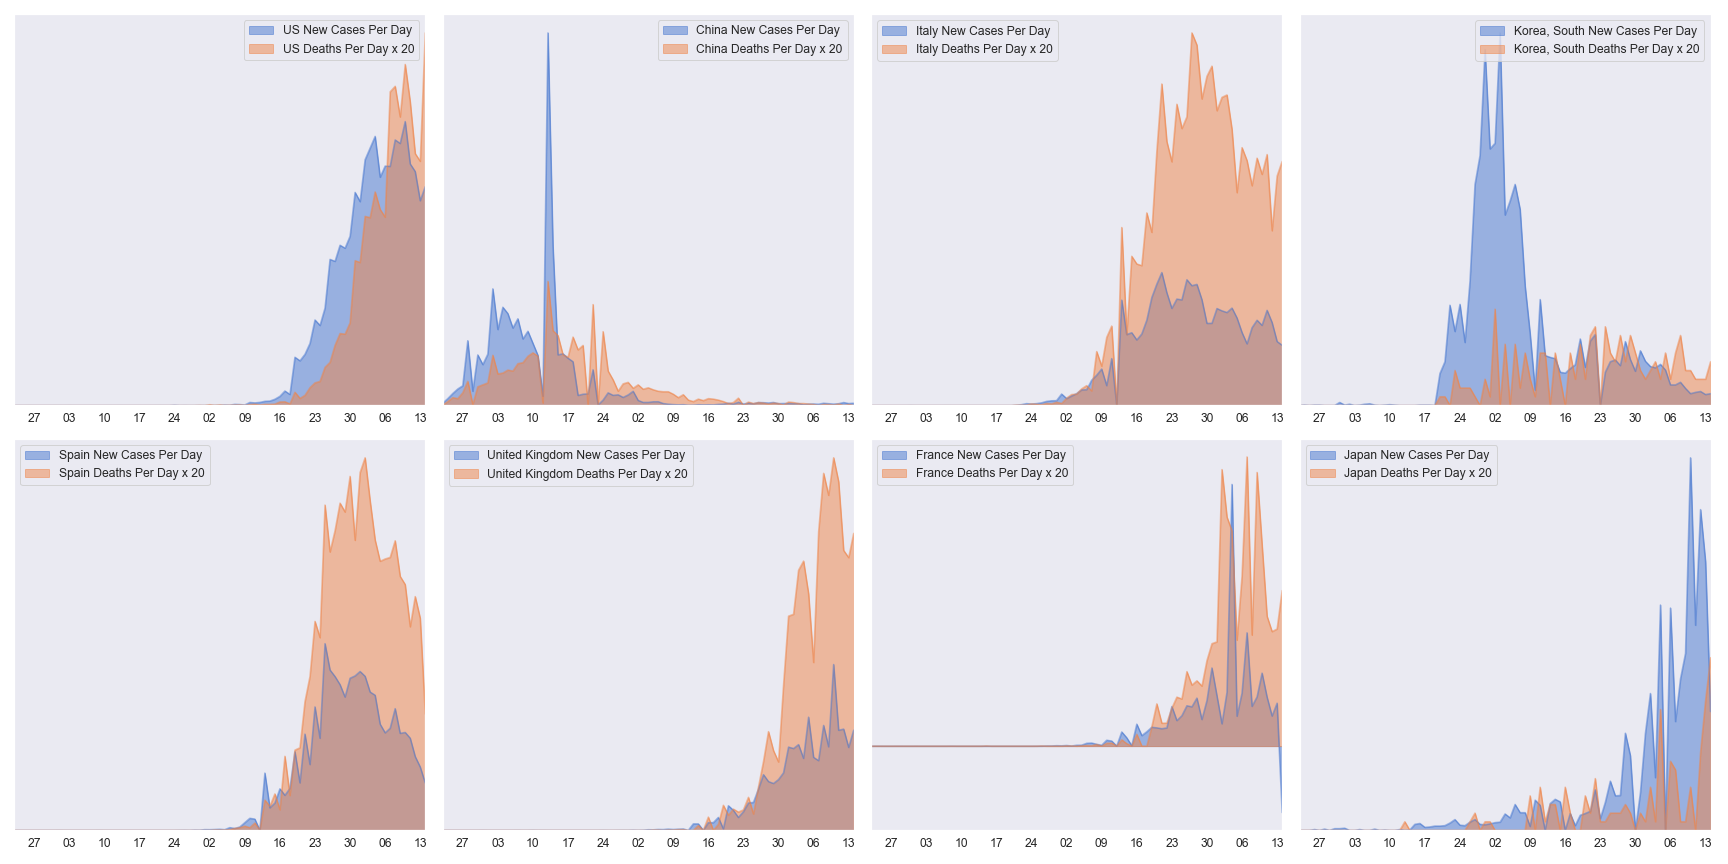 US New Cases Per Day
US Deaths Per Day x 20
27 03 10 17 24 02 09 16 23 30 06 13
China New Cases Per Day
China Deaths Per Day x 20
27 03 10 17 24 02 09 16 23 30 06 13
Italy New Cases Per Day
Italy Deaths Per Day x 20
27 03 10 17 24 02 09 16 23 30 06 13
Korea, South New Cases Per Day
Korea, South Deaths Per Day x 20
27 03 10 17 24 02 09 16 23 30 06 13
Spain New Cases Per Day
Spain Deaths Per Day x 20
27 03 10 17 24 02 09 16 23 30 06 13
United Kingdom New Cases Per Day
United Kingdom Deaths Per Day x 20
27 03 10 17 24 02 09 16 23 30 06 13
France New Cases Per Day
France Deaths Per Day x 20
27 03 10 17 24 02 09 16 23 30 06 13
Japan New Cases Per Day
Japan Deaths Per Day x 20
27 03 10 17 24 02 09 16 23 30 06 13